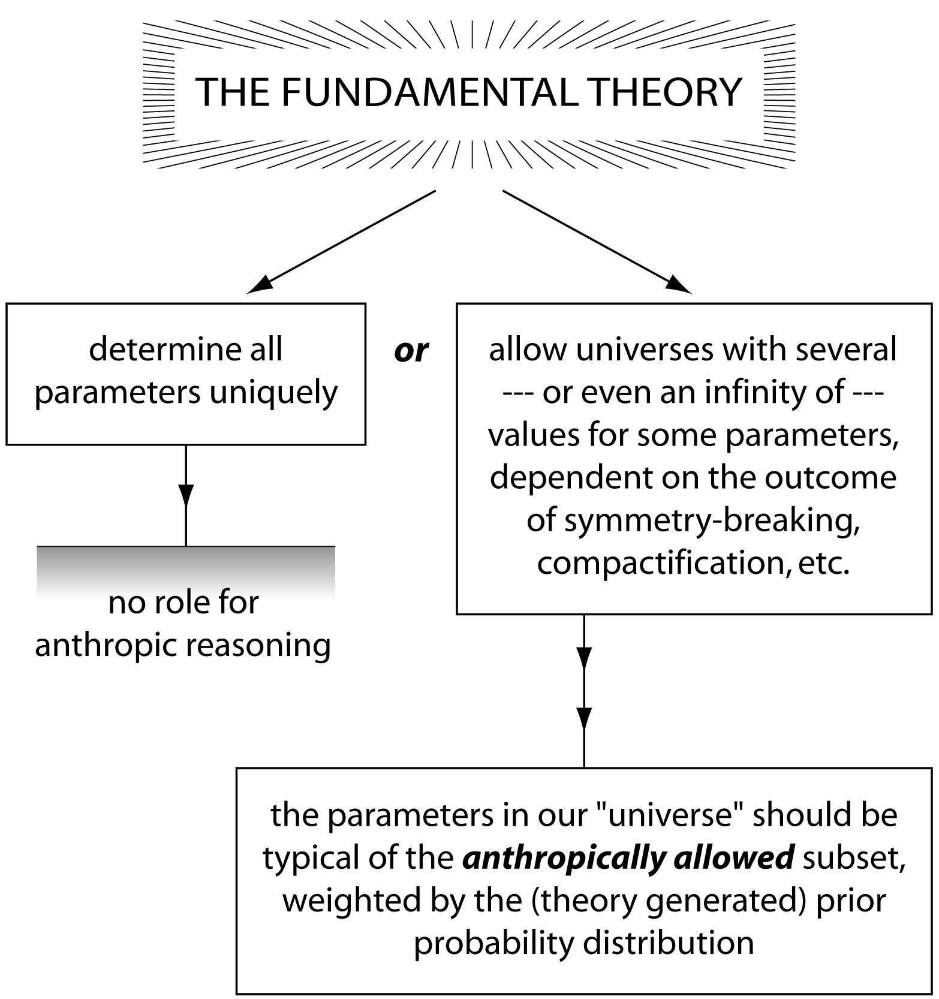 THE FUNDAMENTAL THEORY
determine all
parameters uniquely
or
allow universes with several
--- or even an infinity of ---
values for some parameters,
dependent on the outcome
of symmetry-breaking,
compactification, etc.
no role for
anthropic reasoning
the parameters in our "universe" should be
typical of the anthropically allowed subset,
weighted by the (theory generated) prior
probability distribution